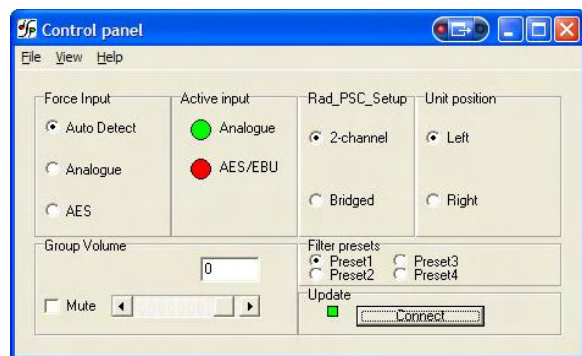 Control panel
File View Help
Force Input
Auto Detect
Analogue
AES
Active input
Analogue
AES/EBU
Rad_PSC_Setup
2-channel
Bridged
Unit position
Left
Right
Group Volume
0
Mute
Filter presets
Preset1 Preset3
Preset2 Preset4
Update
Connect